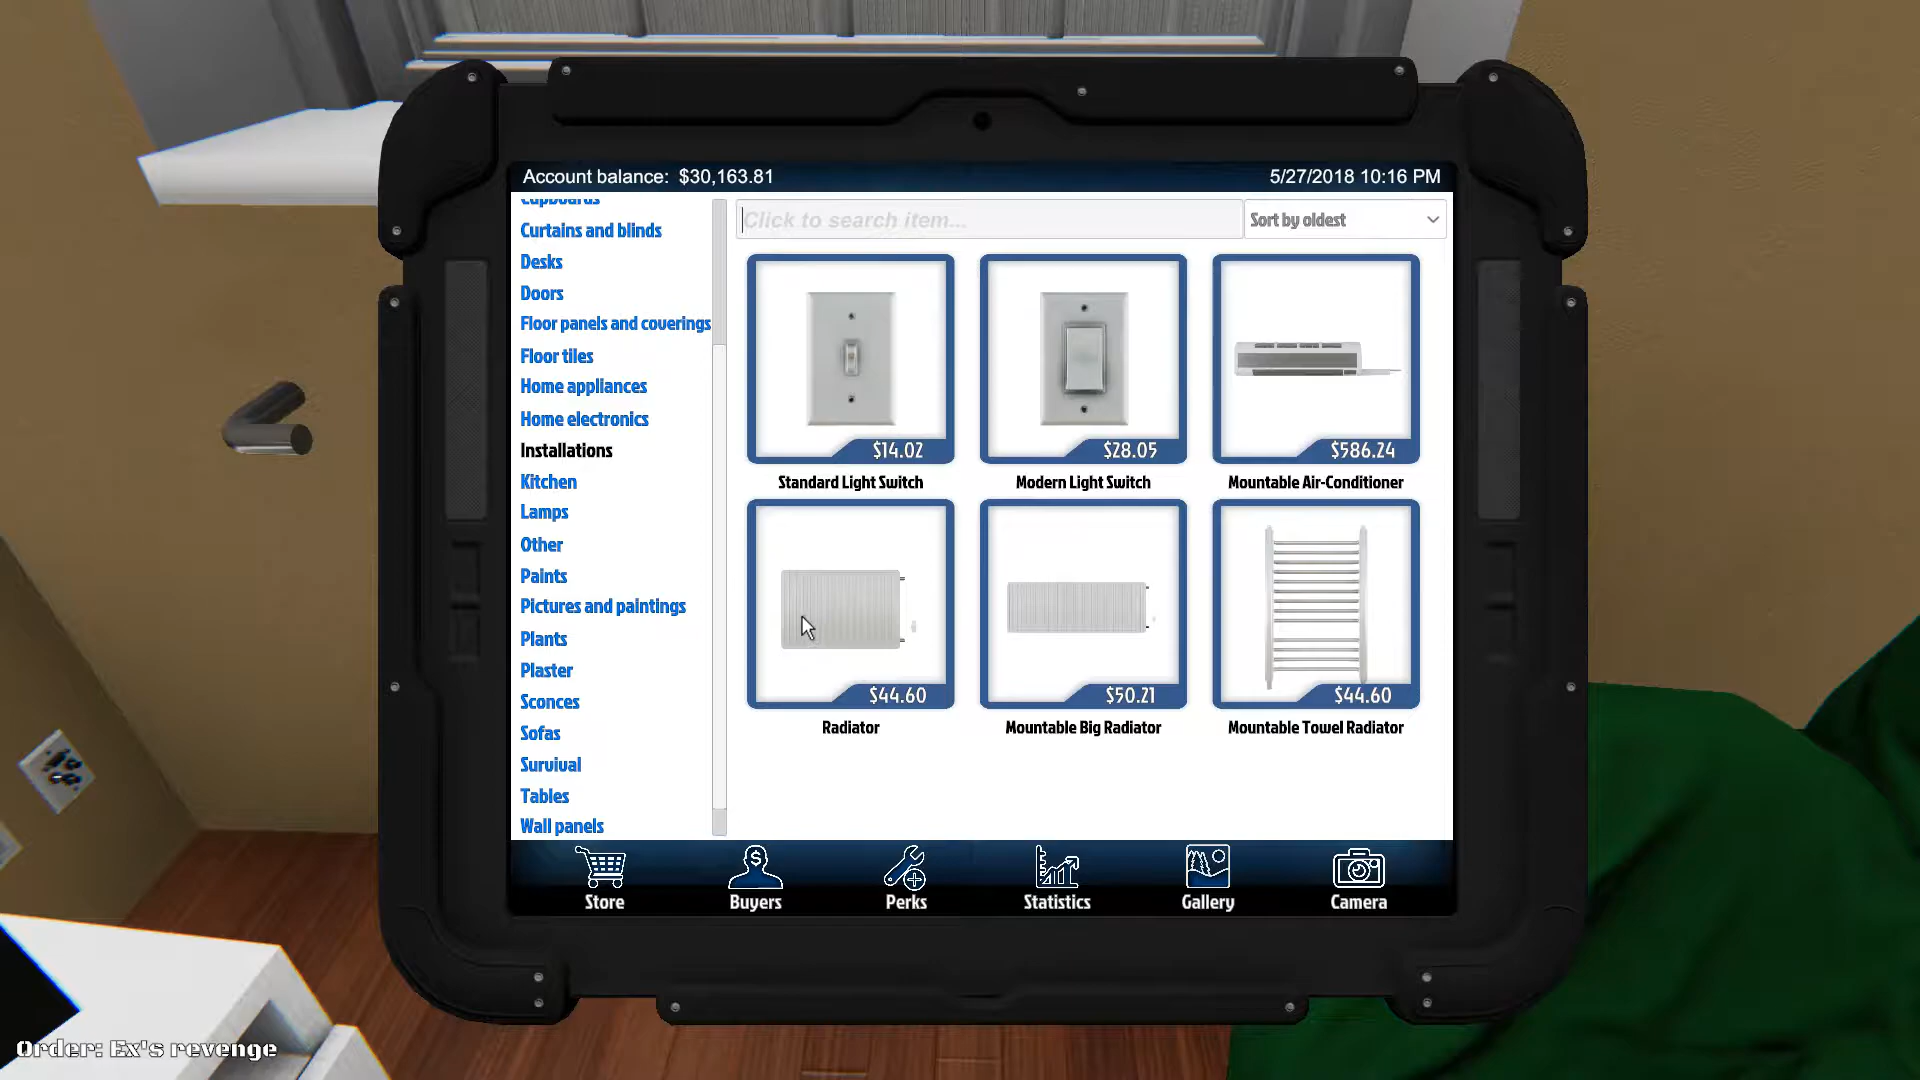 Account balance: $30,163.81
5/27/2018 10:16 PM
Cupboards
Curtains and blinds
Desks
Doors
Floor panels and coverings
Floor tiles
Home appliances
Home electronics
Installations
Kitchen
Lamps
Other
Paints
Pictures and paintings
Plants
Plaster
Sconces
Sofas
Survival
Tables
Wall panels
Click to search item...
Sort by oldest
$14.02
$28.05
$586.24
Standard Light Switch
Modern Light Switch
Mountable Air-Conditioner
$44.60
$50.21
$44.60
Radiator
Mountable Big Radiator
Mountable Towel Radiator
Store
Buyers
Perks
Statistics
Gallery
Camera
Order: Ex's revenge